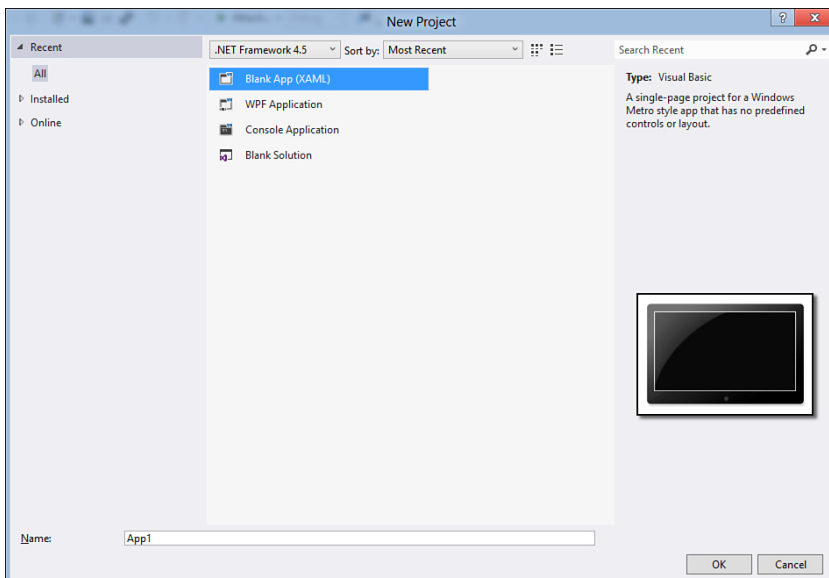 New Project
?
x
Recent
.NET Framework 4.5
Sort by:
Most Recent
Search Recent
All
Installed
Online
Blank App (XAML)
WPF Application
Console Application
Blank Solution
Type: Visual Basic
A single-page project for a Windows
Metro style app that has no predefined
controls or layout.
Name:
App1
OK
Cancel